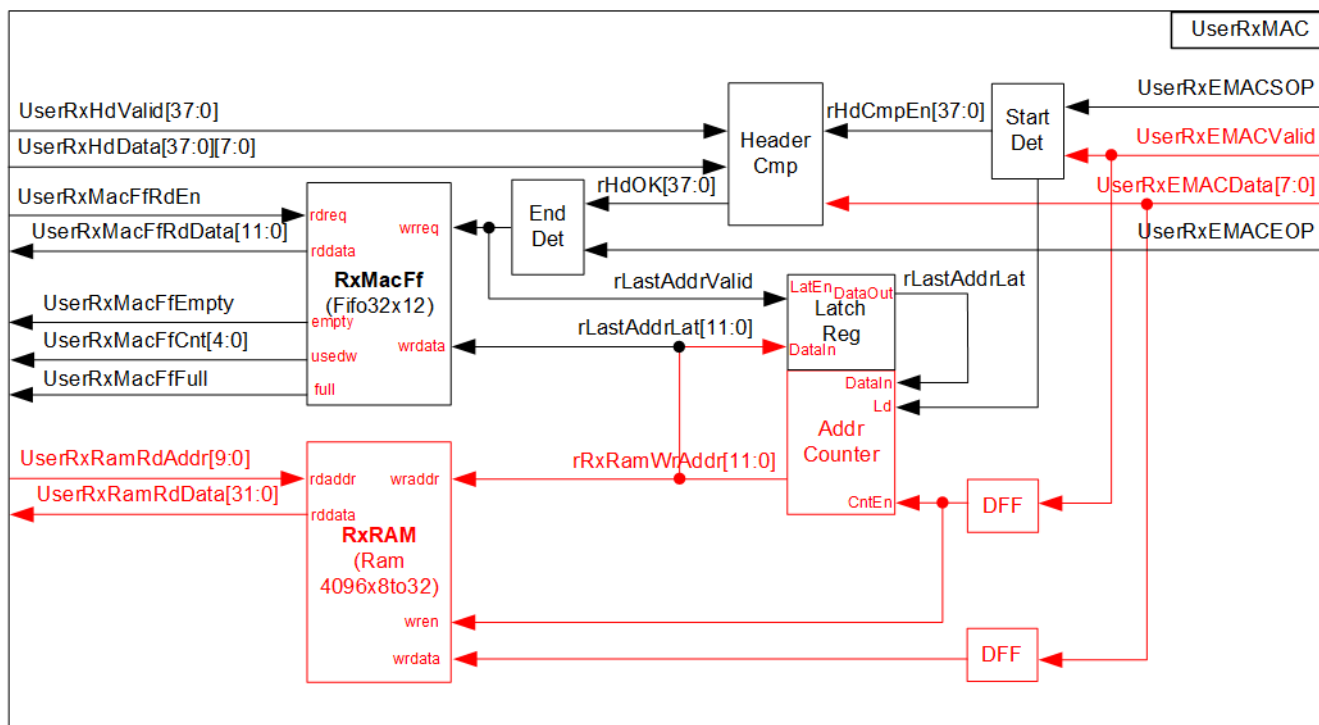 UserRxMAC
UserRxEMACSOP
UserRxHdValid[37:0]
rHdCmpEn[37:0]
Start
Det
UserRxEMACValid
UserRxHdData[37:0][7:0]
Header
Cmp
UserRxEMACData[7:0]
rHdOK[37:0]
UserRxMacFfRdEn
rdreq
wrreq
End
Det
UserRxEMACEOP
UserRxMacFfRdData[11:0]
rddata
RxMacFf
(Fifo32x12)
rLastAddrValid
LatEn
DataOut
rLastAddrLat
Latch
Reg
UserRxMacFfEmpty
empty
rLastAddrLat[11:0]
DataIn
wrdata
UserRxMacFfCnt[4:0]
usedw
UserRxMacFfFull
full
DataIn
Ld
Addr
Counter
UserRxRamRdAddr[9:0]
rdaddr
wraddr
rRxRamWrAddr[11:0]
UserRxRamRdData[31:0]
rddata
CntEn
DFF
RxRAM
(Ram
4096x8to32)
wren
wrdata
DFF